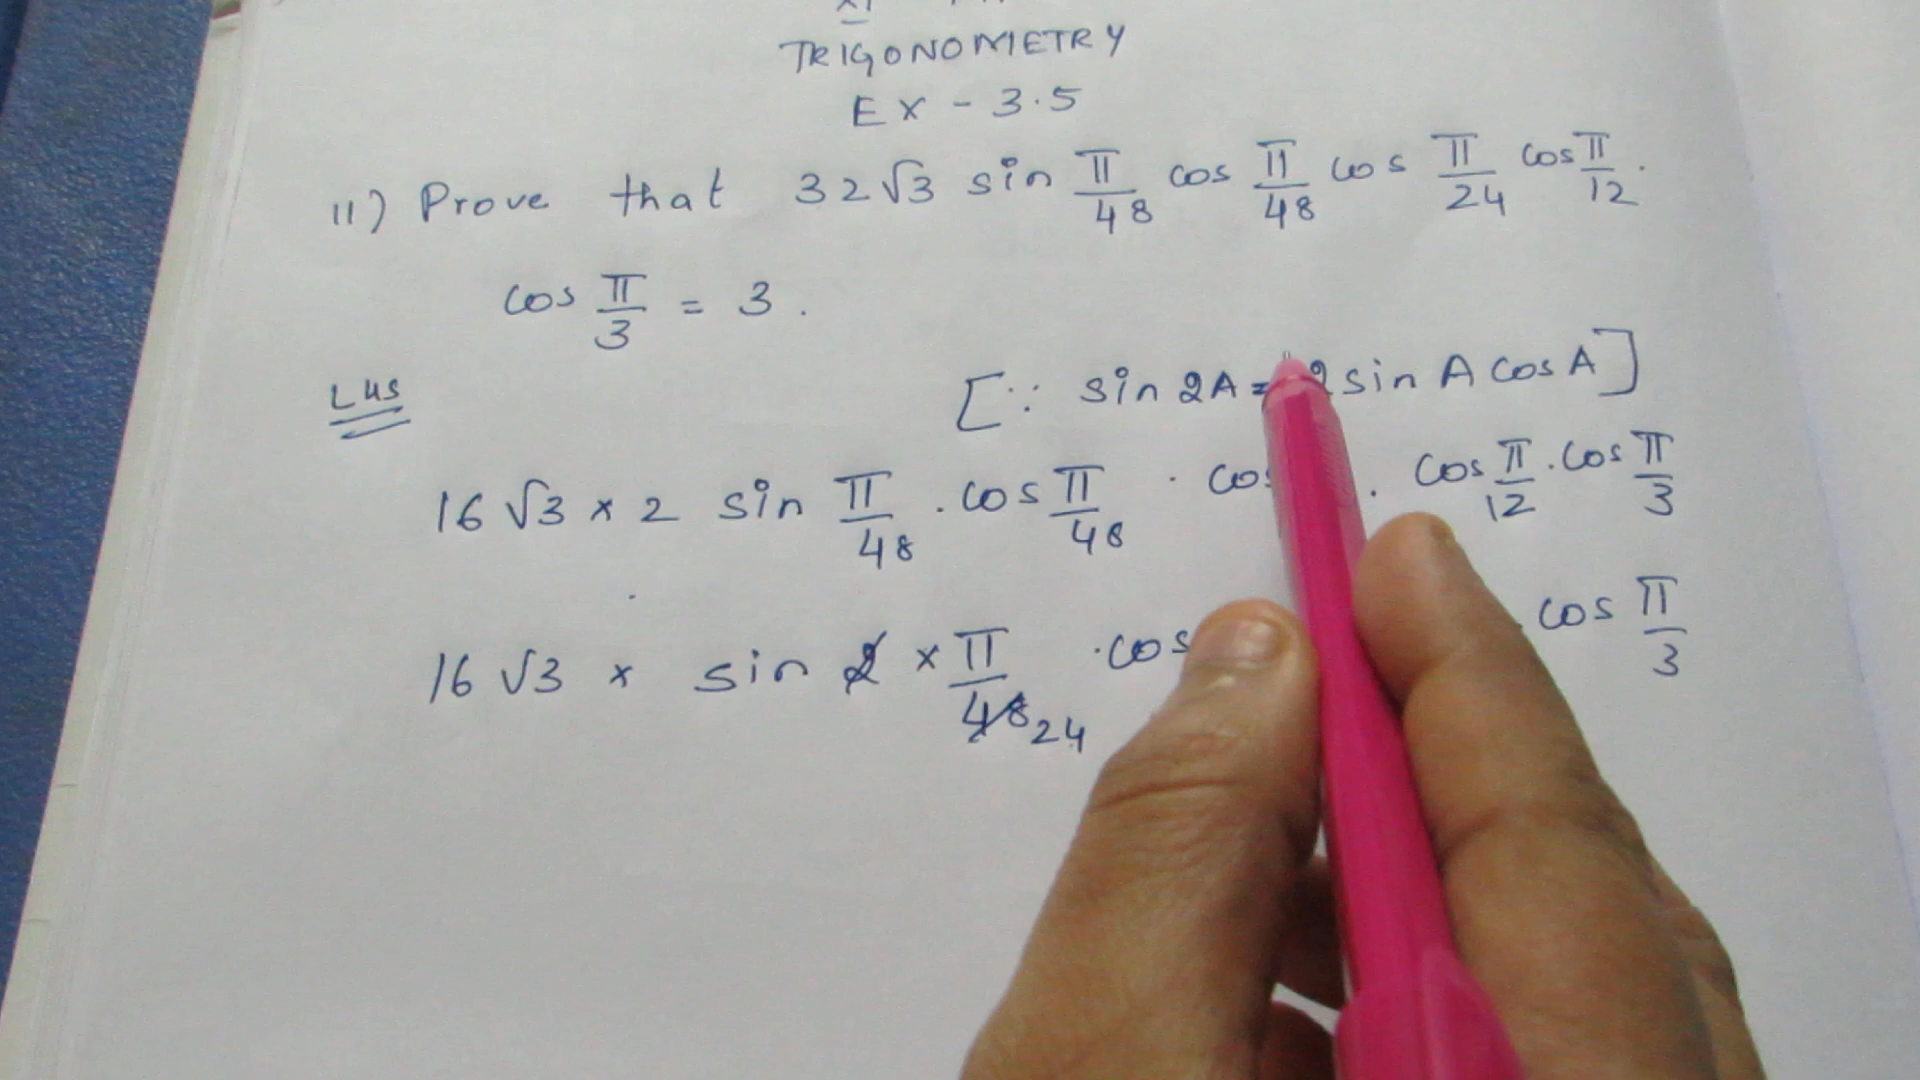 TRIGONOMETRY
EX - 3.5
11) Prove that 32√3 sin π/48 cos π/48 cos π/24 cos π/12 .
cos π/3 = 3 .
LHS
[∵ sin 2A = 2 sin A cos A]
16 √3 × 2 sin π/48 . cos π/48 . cos . cos π/12 . cos π/3
16 √3 × sin 2 × π/48 24 . cos . cos π/3